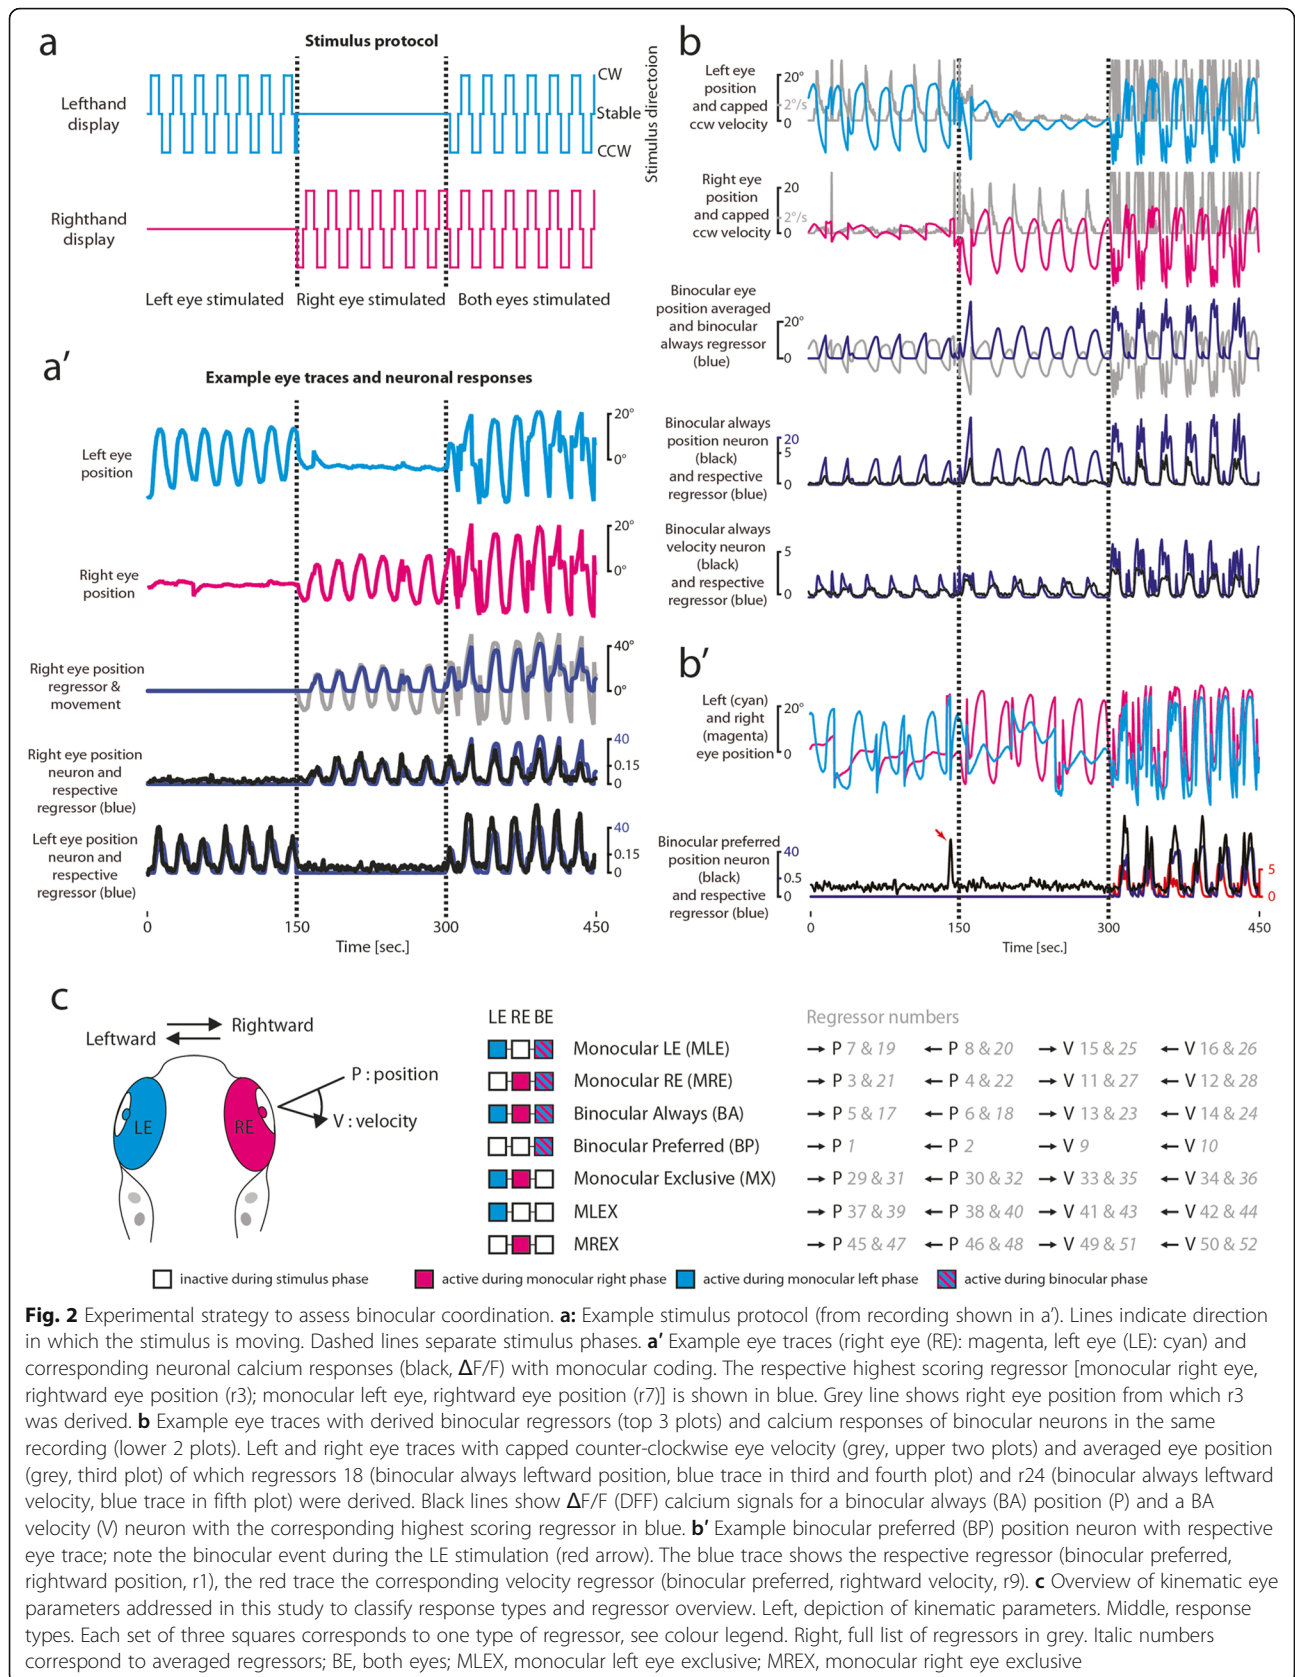 a
Stimulus protocol
Lefthand
display
CW
Stable
CCW
Stimulus directoion
Righthand
display
Left eye stimulated
Right eye stimulated
Both eyes stimulated
a′
Example eye traces and neuronal responses
Left eye
position
20°
0°
Right eye
position
20°
0°
Right eye position
regressor &
movement
40°
0°
Right eye position
neuron and
respective
regressor (blue)
40
0.15
0
Left eye position
neuron and
respective
regressor (blue)
40
0.15
0
0
150
300
450
Time [sec.]
b
Left eye
position
and capped
ccw velocity
20°
2°/s
0
Right eye
position
and capped
ccw velocity
20
2°/s
0
Binocular eye
position averaged
and binocular
always regressor
(blue)
20°
0
Binocular always
position neuron
(black)
and respective
regressor (blue)
20
5
0
Binocular always
velocity neuron
(black)
and respective
regressor (blue)
5
0
b′
Left (cyan)
and right
(magenta)
eye position
20°
0
Binocular preferred
position neuron
(black)
and respective
regressor (blue)
40
0.5
0
5
0
0
150
300
450
Time [sec.]
c
Leftward
Rightward
P : position
V : velocity
LE
RE
LE RE BE
Regressor numbers
Monocular LE (MLE) → P 7 & 19 ← P 8 & 20 → V 15 & 25 ← V 16 & 26
Monocular RE (MRE) → P 3 & 21 ← P 4 & 22 → V 11 & 27 ← V 12 & 28
Binocular Always (BA) → P 5 & 17 ← P 6 & 18 → V 13 & 23 ← V 14 & 24
Binocular Preferred (BP) → P 1 ← P 2 → V 9 ← V 10
Monocular Exclusive (MX) → P 29 & 31 ← P 30 & 32 → V 33 & 35 ← V 34 & 36
MLEX → P 37 & 39 ← P 38 & 40 → V 41 & 43 ← V 42 & 44
MREX → P 45 & 47 ← P 46 & 48 → V 49 & 51 ← V 50 & 52
inactive during stimulus phase
active during monocular right phase
active during monocular left phase
active during binocular phase
Fig. 2 Experimental strategy to assess binocular coordination. a: Example stimulus protocol (from recording shown in a′). Lines indicate direction
in which the stimulus is moving. Dashed lines separate stimulus phases. a′ Example eye traces (right eye (RE): magenta, left eye (LE): cyan) and
corresponding neuronal calcium responses (black, ΔF/F) with monocular coding. The respective highest scoring regressor [monocular right eye,
rightward eye position (r3); monocular left eye, rightward eye position (r7)] is shown in blue. Grey line shows right eye position from which r3
was derived. b Example eye traces with derived binocular regressors (top 3 plots) and calcium responses of binocular neurons in the same
recording (lower 2 plots). Left and right eye traces with capped counter-clockwise eye velocity (grey, upper two plots) and averaged eye position
(grey, third plot) of which regressors 18 (binocular always leftward position, blue trace in third and fourth plot) and r24 (binocular always leftward
velocity, blue trace in fifth plot) were derived. Black lines show ΔF/F (DFF) calcium signals for a binocular always (BA) position (P) and a BA
velocity (V) neuron with the corresponding highest scoring regressor in blue. b′ Example binocular preferred (BP) position neuron with respective
eye trace; note the binocular event during the LE stimulation (red arrow). The blue trace shows the respective regressor (binocular preferred,
rightward position, r1), the red trace the corresponding velocity regressor (binocular preferred, rightward velocity, r9). c Overview of kinematic eye
parameters addressed in this study to classify response types and regressor overview. Left, depiction of kinematic parameters. Middle, response
types. Each set of three squares corresponds to one type of regressor, see colour legend. Right, full list of regressors in grey. Italic numbers
correspond to averaged regressors; BE, both eyes; MLEX, monocular left eye exclusive; MREX, monocular right eye exclusive